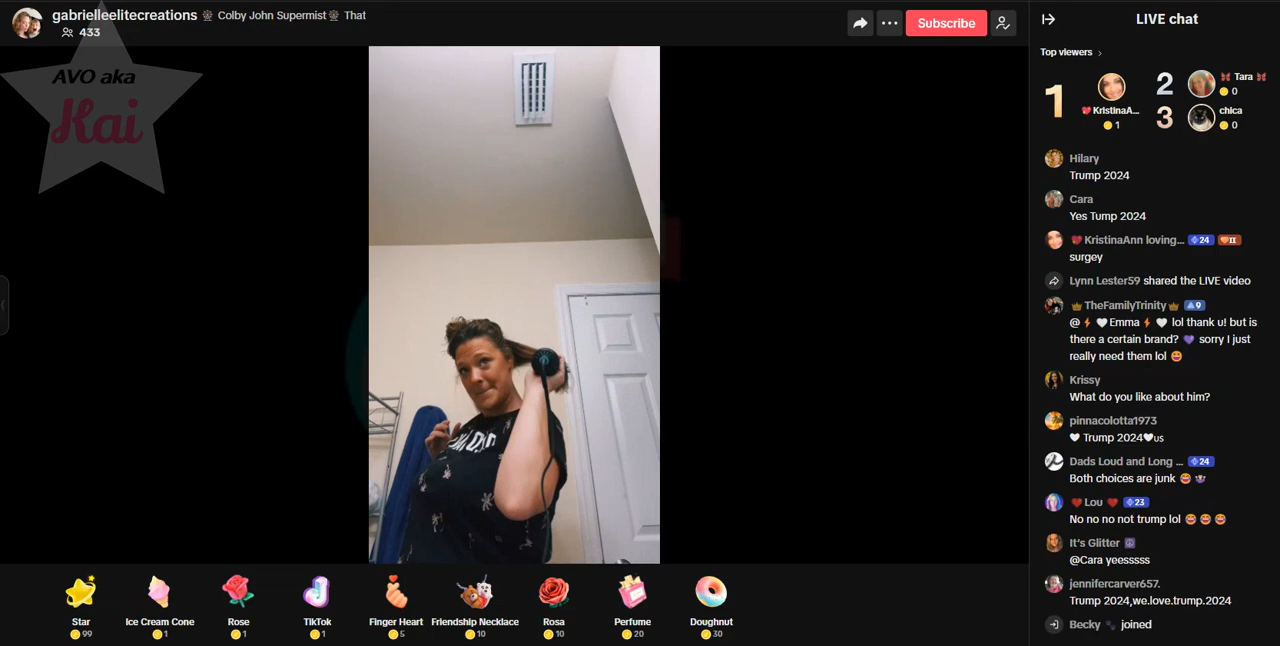 gabrielleelitecreations Colby John Supermist That
433
Subscribe
LIVE chat
AVO aka
Kai
Top viewers
1
KristinaA...
1
2
Tara
0
3
chica
0
Hilary
Trump 2024
Cara
Yes Tump 2024
KristinaAnn loving... 24 II
surgey
Lynn Lester59 shared the LIVE video
TheFamilyTrinity 9
@⚡🤍Emma⚡🤍 lol thank u! but is
there a certain brand? 💜 sorry I just
really need them lol 😆
Krissy
What do you like about him?
pinnacolotta1973
🤍 Trump 2024🖤us
Dads Loud and Long ... 24
Both choices are junk
Lou 23
No no no not trump lol
It's Glitter
@Cara yeesssss
jennifercarver657.
Trump 2024,we.love.trump.2024
Becky joined
Star
99
Ice Cream Cone
1
Rose
1
TikTok
1
Finger Heart
5
Friendship Necklace
10
Rosa
10
Perfume
20
Doughnut
30